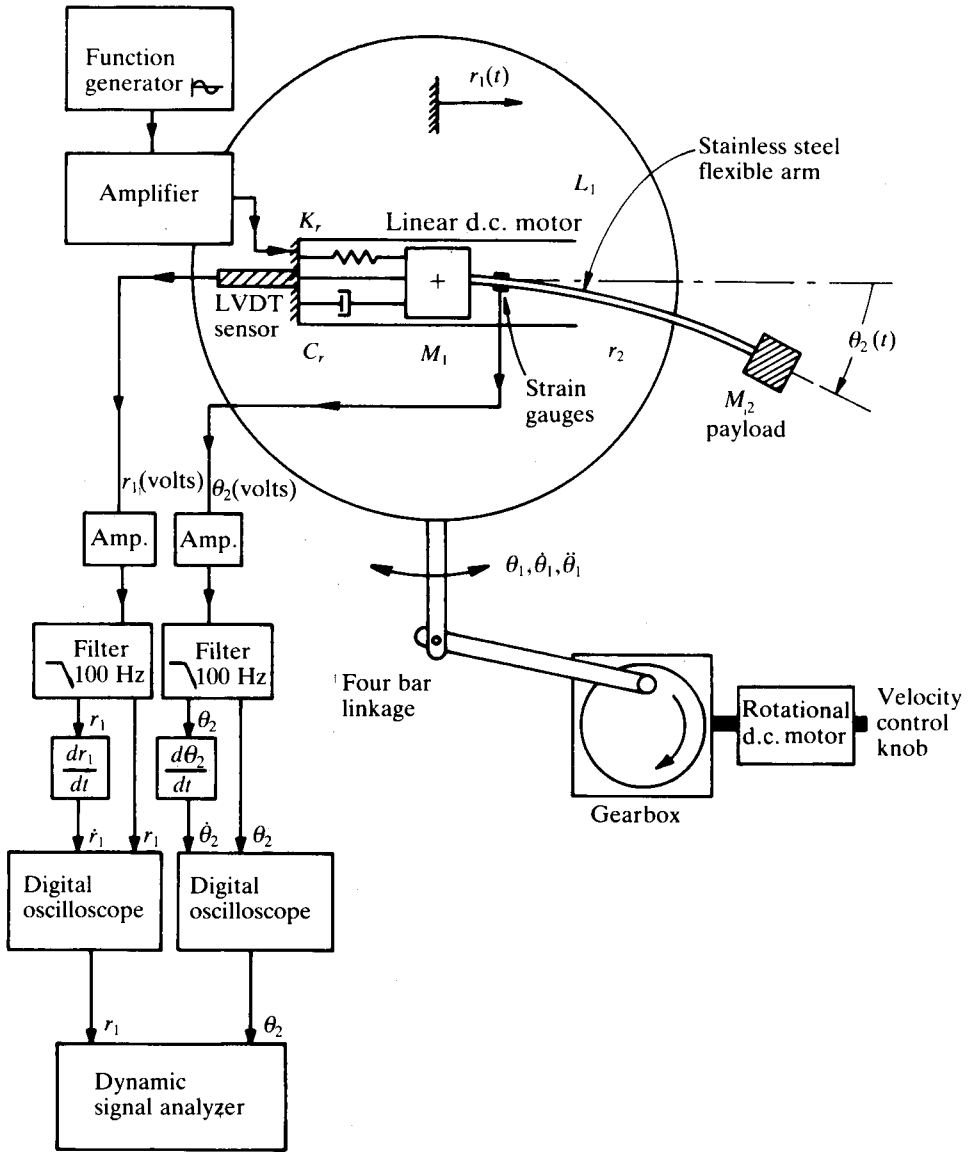 Function
generator
Amplifier
r₁(t)
Stainless steel
flexible arm
L₁
Kᵣ
Linear d.c. motor
+
LVDT
sensor
θ₂(t)
Cᵣ
M₁
r₂
Strain
gauges
M₂
payload
r₁(volts)
θ₂(volts)
Amp.
Amp.
θ₁, θ̇₁, θ̈₁
Filter
100 Hz
Filter
100 Hz
Four bar
linkage
r₁
θ₂
Rotational
d.c. motor
Velocity
control
knob
dr₁
dt
dθ₂
dt
Gearbox
ṙ₁
r₁
θ̇₂
θ₂
Digital
oscilloscope
Digital
oscilloscope
r₁
θ₂
Dynamic
signal analyzer